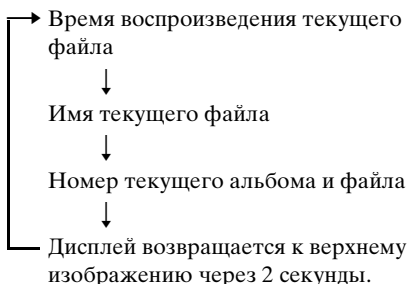 Время воспроизведения текущего
файла
Имя текущего файла
Номер текущего альбома и файла
Дисплей возвращается к верхнему
изображению через 2 секунды.